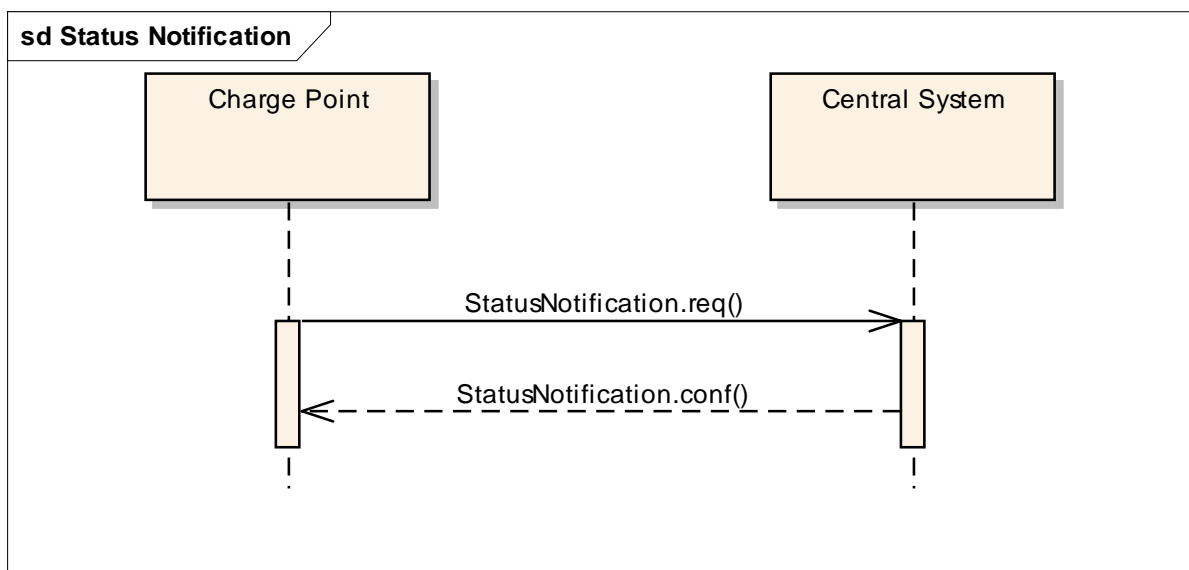 sd Status Notification
Charge Point
Central System
StatusNotification.req()
StatusNotification.conf()